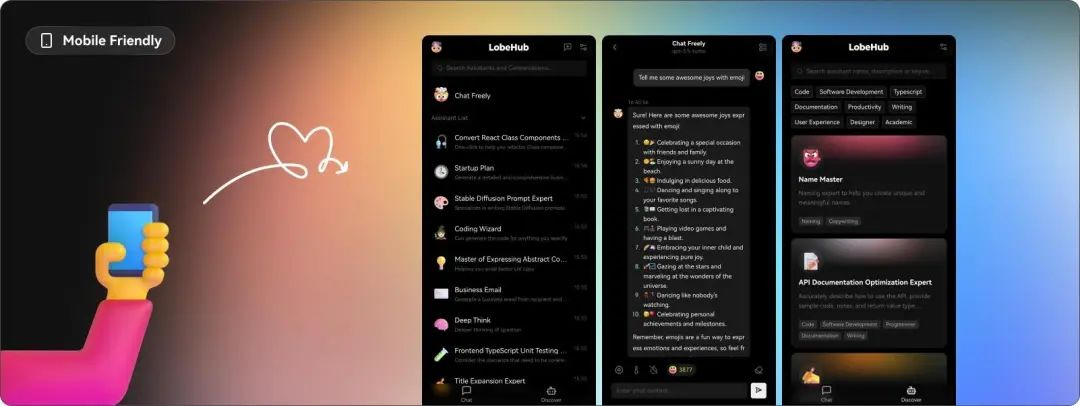 Mobile Friendly
LobeHub
Search Assistants and Conversations...
Chat Freely
Assistant List
Convert React Class Components ...
16:56
One-click to help you refactor Class compone
Startup Plan
16:56
Generate a detailed and comprehensive busin
Stable Diffusion Prompt Expert
Specializes in writing Stable Diffusion
Coding Wizard
Can generate the code for anything you specify
Master of Expressing Abstract Co...
Helps you
Business Email
Generate a business email from recipient and
Deep Think
Deeper thinking of question
Frontend TypeScript Unit Testing ...
Consider the scenarios that need to be
Title Expansion Expert
Chat
Discover
Chat Freely
gpt-3.5-turbo
Tell me some awesome joys with emoji
Sure! Here are some awesome joys expr
essed with emoji:
1. 😊🎉 Celebrating a special occasion
with friends and family.
2. Enjoying a sunny day at the
beach.
3. Indulging in delicious food.
4. Dancing and singing along to
your favorite songs.
5. Getting lost in a captivating
book.
6. Playing video games and
having a blast.
7. Embracing your inner child and
experiencing pure joy.
8. Gazing at the stars and
marveling at the wonders of the
universe.
9. Dancing like nobody's
watching.
10. Celebrating personal
achievements and milestones.
Remember, emojis are a fun way to expr
ess emotions and experiences, so feel fr
3877
Enter your content...
LobeHub
Search assistant name, description or
Code Software Development Typescript
Documentation Productivity Writing
User Experience Designer Academic
Name Master
Naming expert to help you create unique and
meaningful names.
Naming Copywriting
API Documentation Optimization Expert
Accurately describe how to use the API, provide
sample code, notes, and return value type
Code Software Development Programmer
Documentation Writing
Chat
Discover